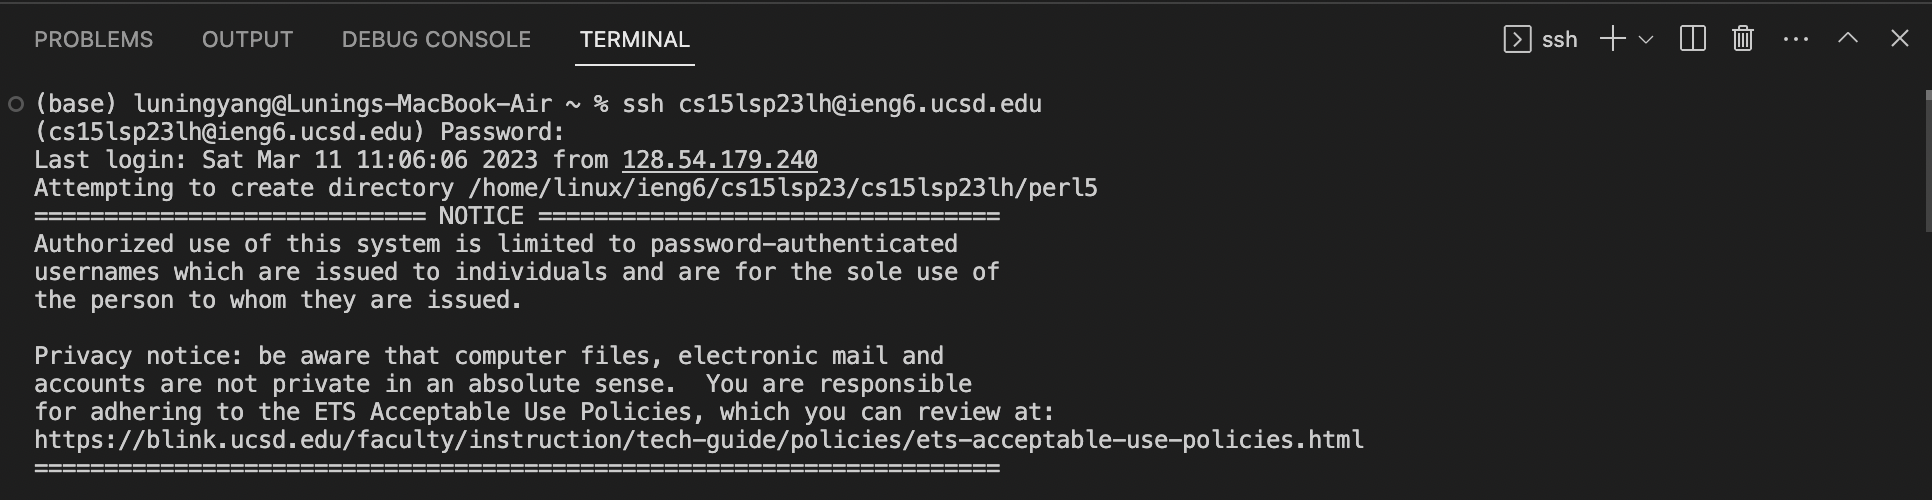 PROBLEMS OUTPUT DEBUG CONSOLE TERMINAL ssh
(base) luningyang@Lunings-MacBook-Air ~ % ssh cs15lsp23lh@ieng6.ucsd.edu
(cs15lsp23lh@ieng6.ucsd.edu) Password:
Last login: Sat Mar 11 11:06:06 2023 from 128.54.179.240
Attempting to create directory /home/linux/ieng6/cs15lsp23/cs15lsp23lh/perl5
============================ NOTICE =================================
Authorized use of this system is limited to password-authenticated
usernames which are issued to individuals and are for the sole use of
the person to whom they are issued.
Privacy notice: be aware that computer files, electronic mail and
accounts are not private in an absolute sense.  You are responsible
for adhering to the ETS Acceptable Use Policies, which you can review at:
https://blink.ucsd.edu/faculty/instruction/tech-guide/policies/ets-acceptable-use-policies.html
=====================================================================